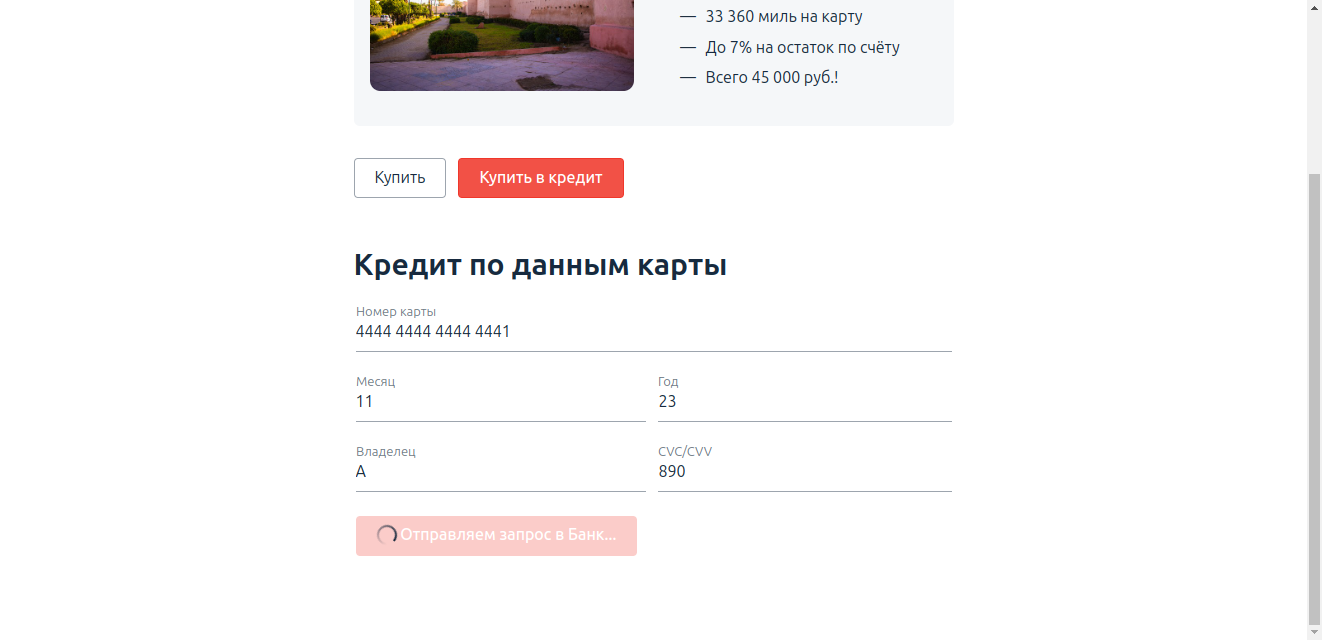 — 33 360 миль на карту
— До 7% на остаток по счёту
— Всего 45 000 руб.!
Купить Купить в кредит
Кредит по данным карты
Номер карты
4444 4444 4444 4441
Месяц Год
11 23
Владелец CVC/CVV
A 890
Отправляем запрос в Банк...